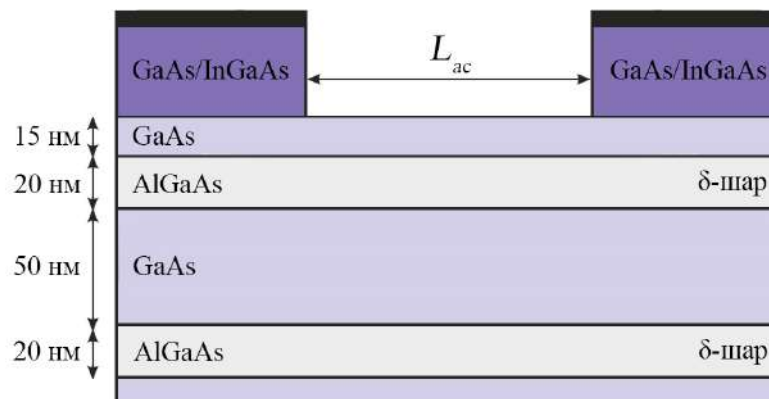 GaAs/InGaAs
L_ac
GaAs/InGaAs
15 нм
GaAs
20 нм
AlGaAs
δ-шар
50 нм
GaAs
20 нм
AlGaAs
δ-шар